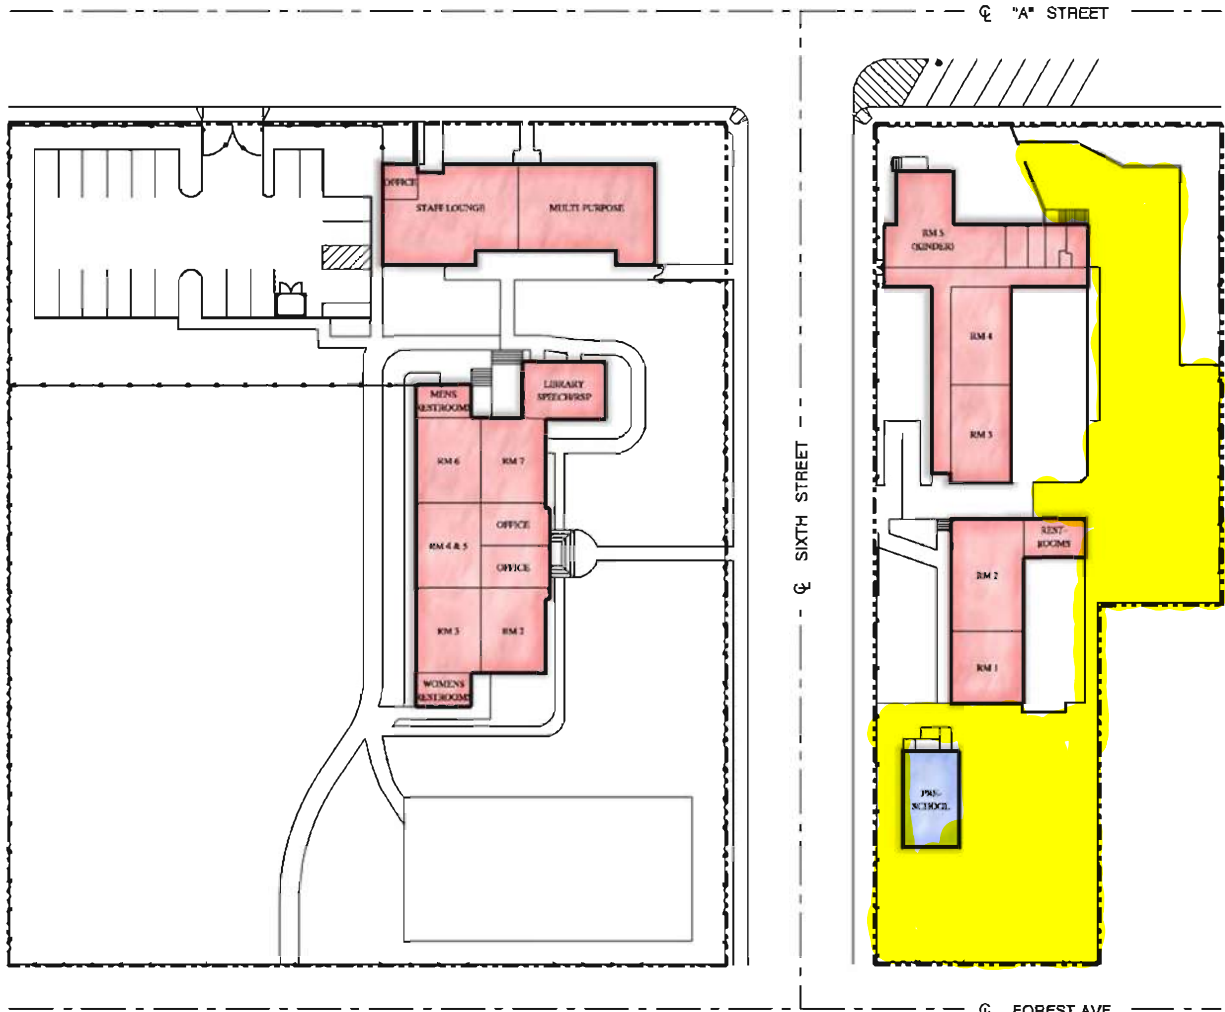 ℄ "A" STREET
OFFICE
STAFF LOUNGE
MULTI PURPOSE
RM 5
(KINDER)
RM 4
RM 3
LIBRARY
SPEECH/RSP
MENS
RESTROOMS
RM 6
RM 7
OFFICE
RM 4 & 5
OFFICE
RM 3
RM 2
WOMENS
RESTROOMS
℄ SIXTH STREET
REST-
ROOMS
RM 2
RM 1
PRE-
SCHOOL
℄ FOREST AVE